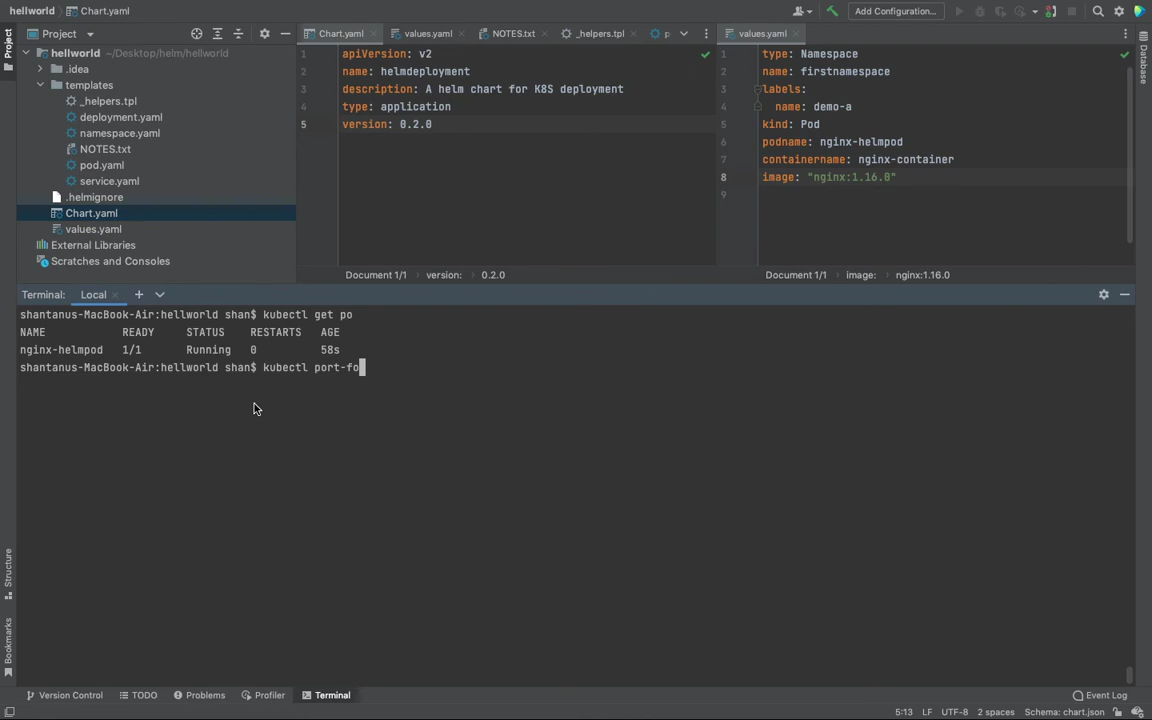 hellworld › Chart.yaml
Add Configuration...
Project
Chart.yaml
values.yaml
NOTES.txt
_helpers.tpl
p
values.yaml
hellworld ~/Desktop/helm/hellworld
.idea
templates
_helpers.tpl
deployment.yaml
namespace.yaml
NOTES.txt
pod.yaml
service.yaml
.helmignore
Chart.yaml
values.yaml
External Libraries
Scratches and Consoles
1 apiVersion: v2
2 name: helmdeployment
3 description: A helm chart for K8S deployment
4 type: application
5 version: 0.2.0
Document 1/1 › version: › 0.2.0
1 type: Namespace
2 name: firstnamespace
3 labels:
4 name: demo-a
5 kind: Pod
6 podname: nginx-helmpod
7 containername: nginx-container
8 image: "nginx:1.16.0"
9
Document 1/1 › image: › nginx:1.16.0
Project
Structure
Bookmarks
Database
Terminal: Local
shantanus-MacBook-Air:hellworld shan$ kubectl get po
NAME READY STATUS RESTARTS AGE
nginx-helmpod 1/1 Running 0 58s
shantanus-MacBook-Air:hellworld shan$ kubectl port-fo
Version Control
TODO
Problems
Profiler
Terminal
Event Log
5:13 LF UTF-8 2 spaces Schema: chart.json